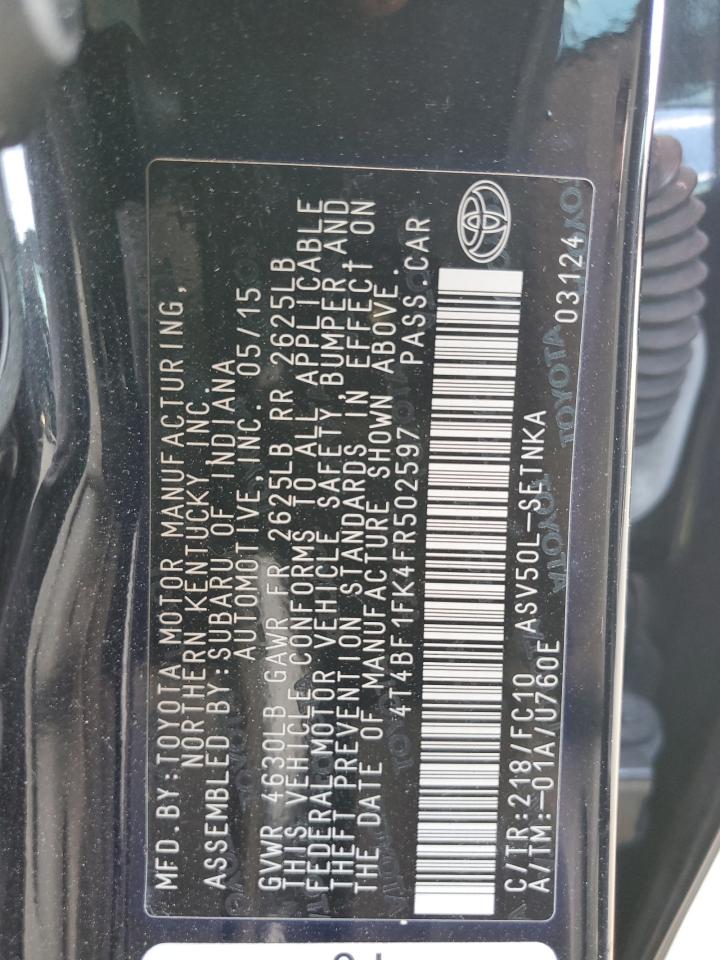 MFD.BY:TOYOTA MOTOR MANUFACTURING,
NORTHERN KENTUCKY INC.
ASSEMBLED BY:SUBARU OF INDIANA
AUTOMOTIVE,INC. 05/15
GVWR 4630LB GAWR FR 2625LB RR 2625LB
THIS VEHICLE CONFORMS TO ALL APPLICABLE
FEDERAL MOTOR VEHICLE SAFETY, BUMPER AND
THEFT PREVENTION STANDARDS IN EFFECT ON
THE DATE OF MANUFACTURE SHOWN ABOVE.
4T4BF1FK4FR502597 PASS.CAR
C/TR:218/FC10 ASV50L-SETNKA
A/TM:-01A/U760E 03124